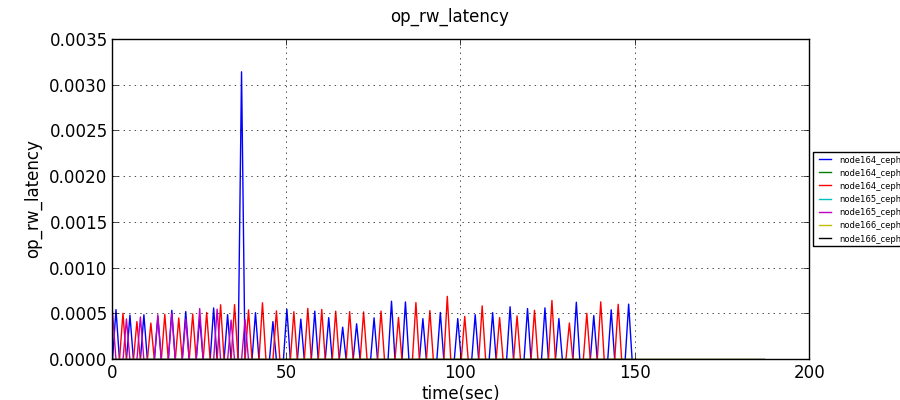 op_rw_latency
0.0035
0.0030
0.0025
0.0020
0.0015
0.0010
0.0005
0.0000
op_rw_latency
0 50 100 150 200
time(sec)
node164_ceph
node164_ceph
node164_ceph
node165_ceph
node165_ceph
node166_ceph
node166_ceph